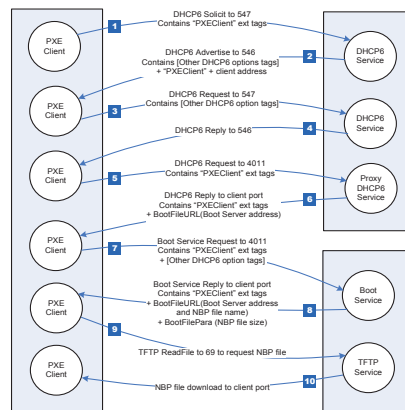 DHCP6 Solicit to 547
Contains “PXEClient” ext tags
1
PXE
Client
DHCP6
Service
DHCP6 Advertise to 546
Contains [Other DHCP6 options tags]
+ “PXEClient” + client address
2
PXE
Client
3
DHCP6 Request to 547
Contains [Other DHCP6 option tags]
DHCP6
Service
DHCP6 Reply to 546
4
PXE
Client
5
DHCP6 Request to 4011
Contains “PXEClient” ext tags
Proxy
DHCP6
Service
DHCP6 Reply to client port
Contains “PXEClient” ext tags
+ BootFileURL(Boot Server address)
6
PXE
Client
7
Boot Service Request to 4011
Contains “PXEClient” ext tags
+ [Other DHCP6 option tags]
Boot
Service
Boot Service Reply to client port
Contains “PXEClient” ext tags
+ BootFileURL(Boot Server address
and NBP file name)
+ BootFilePara (NBP file size)
8
PXE
Client
9
TFTP ReadFile to 69 to request NBP file
TFTP
Service
PXE
Client
10
NBP file download to client port